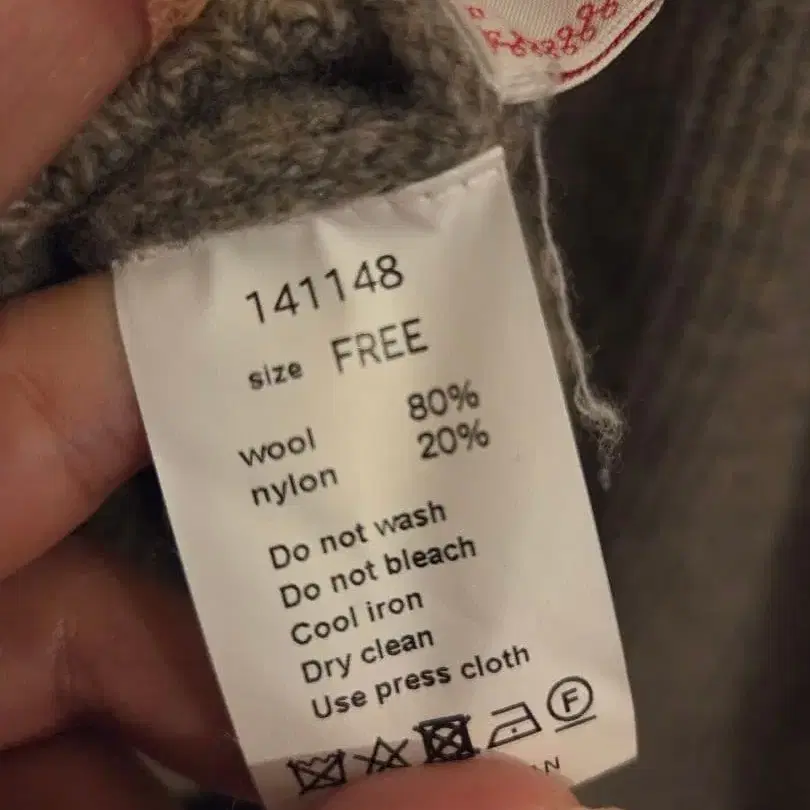 141148
size FREE
wool 80%
nylon 20%
Do not wash
Do not bleach
Cool iron
Dry clean
Use press cloth
F